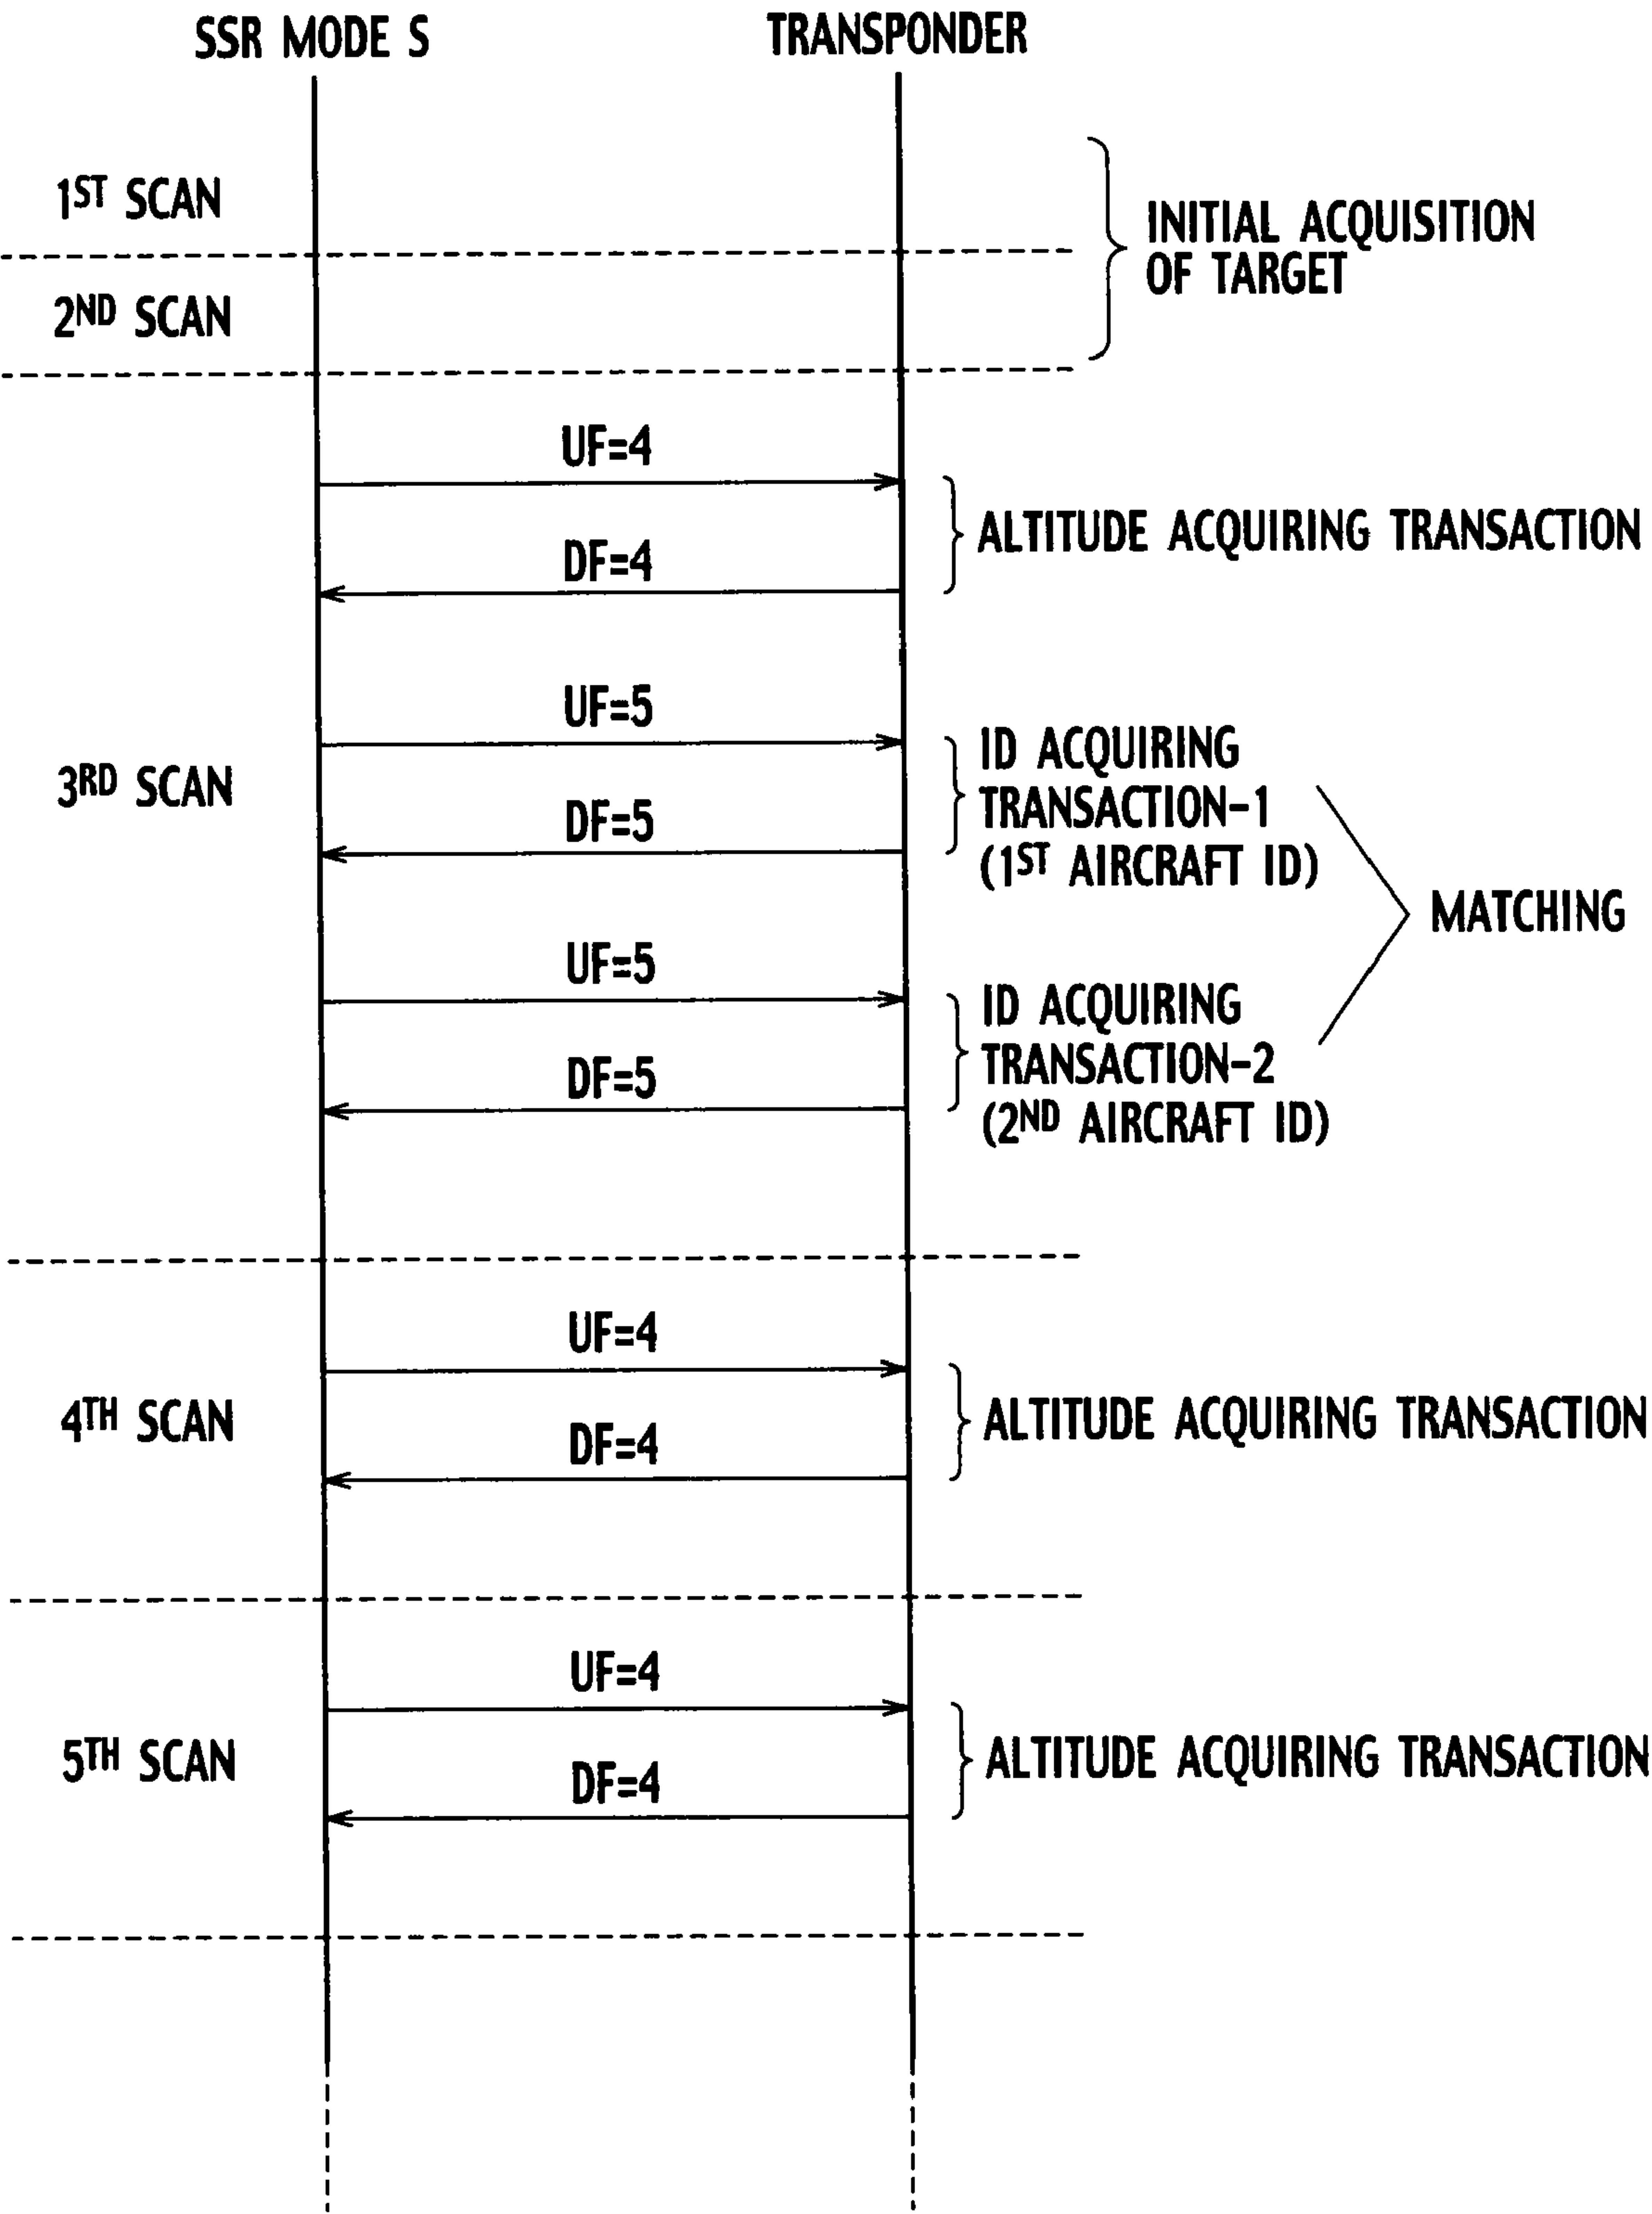 SSR MODE S TRANSPONDER
1ST SCAN
INITIAL ACQUISITION
OF TARGET
2ND SCAN
UF=4
ALTITUDE ACQUIRING TRANSACTION
DF=4
3RD SCAN
UF=5
ID ACQUIRING
TRANSACTION-1
(1ST AIRCRAFT ID)
DF=5
MATCHING
UF=5
ID ACQUIRING
TRANSACTION-2
(2ND AIRCRAFT ID)
DF=5
4TH SCAN
UF=4
ALTITUDE ACQUIRING TRANSACTION
DF=4
5TH SCAN
UF=4
ALTITUDE ACQUIRING TRANSACTION
DF=4